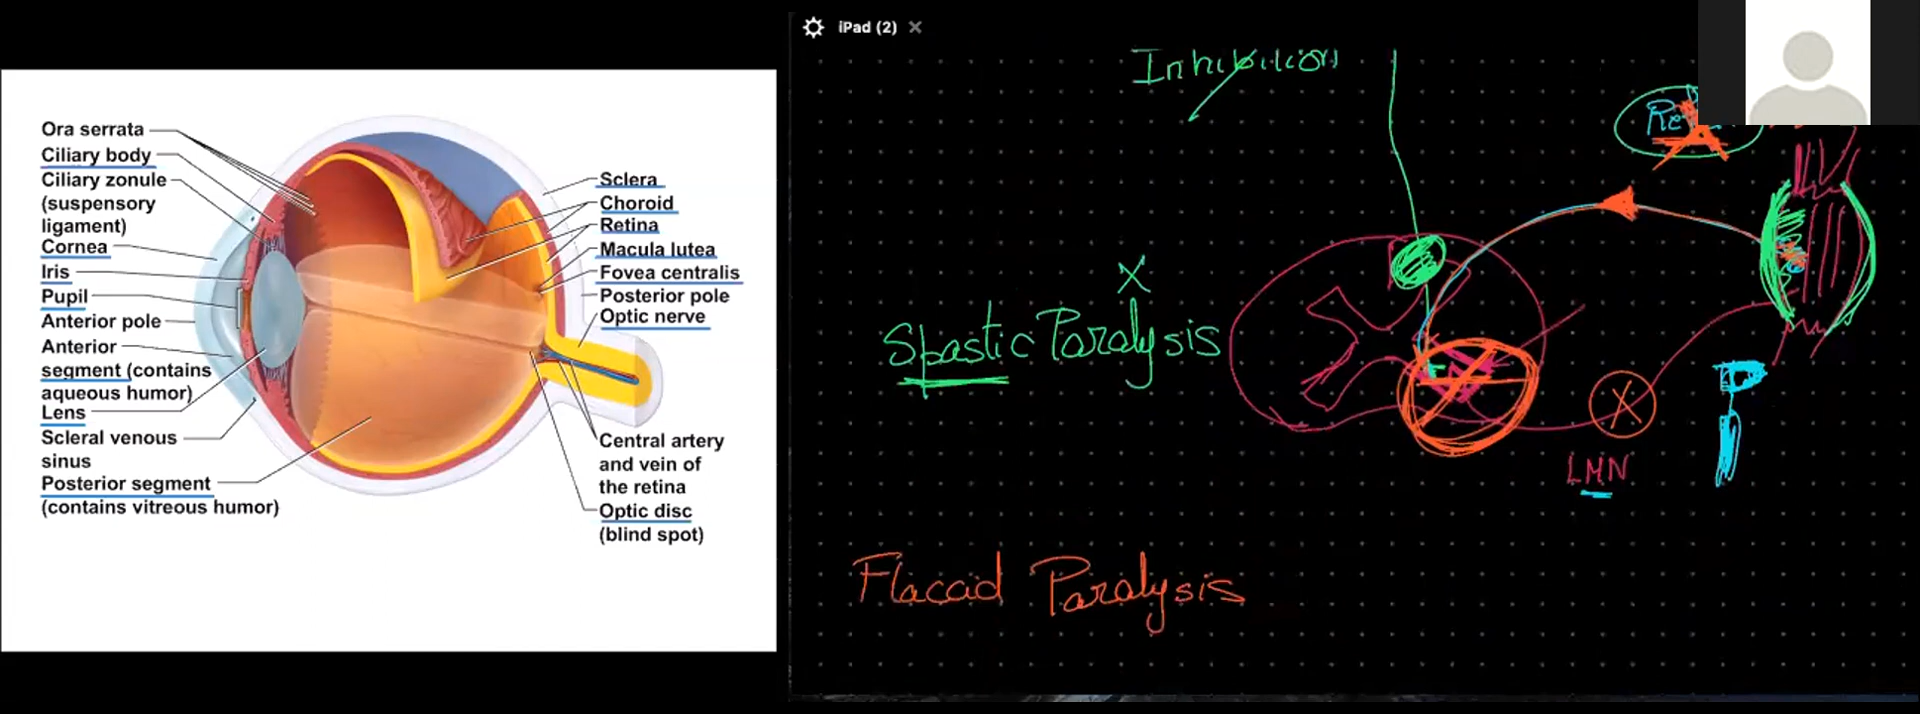 Ora serrata
Ciliary body
Ciliary zonule
(suspensory
ligament)
Cornea
Iris
Pupil
Anterior pole
Anterior
segment (contains
aqueous humor)
Lens
Scleral venous
sinus
Posterior segment
(contains vitreous humor)
Sclera
Choroid
Retina
Macula lutea
Fovea centralis
Posterior pole
Optic nerve
Central artery
and vein of
the retina
Optic disc
(blind spot)
iPad (2)
Inhibition
X
Spastic Paralysis
X
LMN
Flacad Paralysis